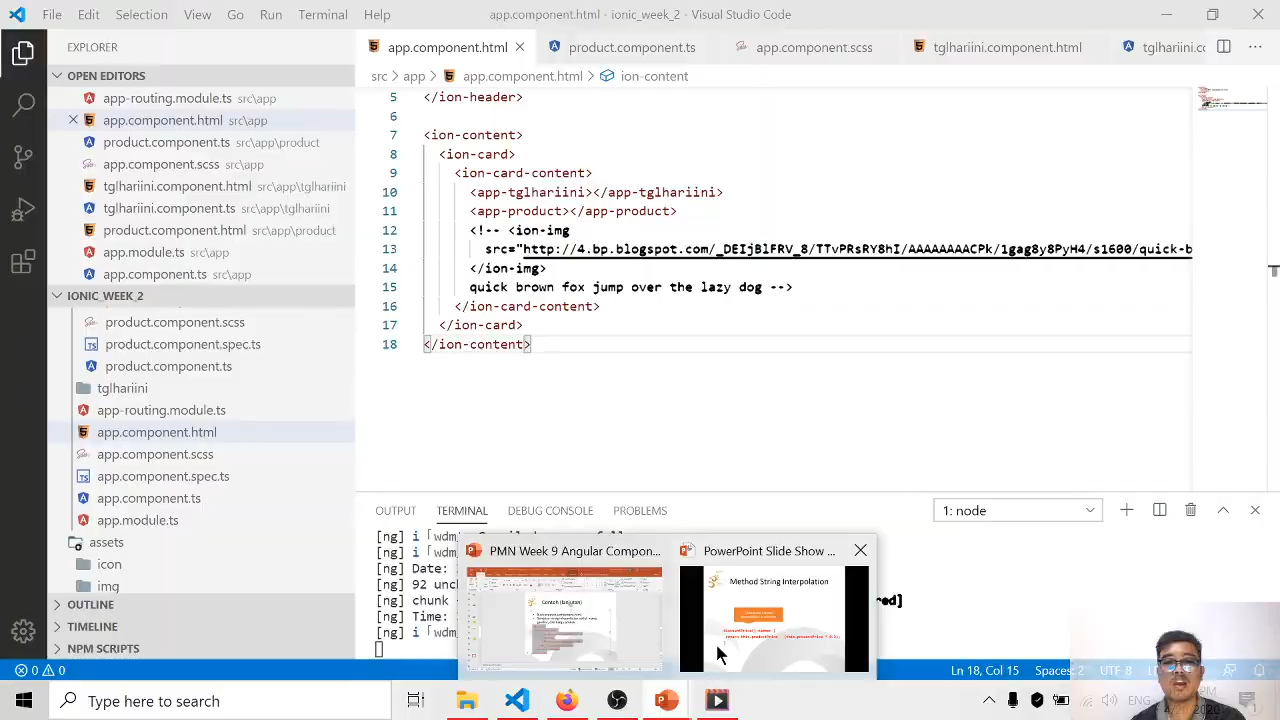 File Edit Selection View Go Run Terminal Help
app.component.html - ionic_week_2 - Visual Studio Code
EXPLORER
OPEN EDITORS
app-routing.module.ts src\app
app.component.html src\app
product.component.ts src\app\product
app.component.scss src\app
tglhariini.component.html src\app\tglhariini
tglhariini.component.ts src\app\tglhariini
product.component.html src\app\product
app.module.ts src\app
app.component.ts src\app
IONIC_WEEK_2
product.component.scss
product.component.spec.ts
product.component.ts
tglhariini
app-routing.module.ts
app.component.html
app.component.scss
app.component.spec.ts
app.component.ts
app.module.ts
assets
icon
img
OUTLINE
TIMELINE
NPM SCRIPTS
app.component.html
product.component.ts
app.component.scss
tglhariini.component.html
tglhariini.cc
src > app > app.component.html > ion-content
5 </ion-header>
6
7 <ion-content>
8 <ion-card>
9 <ion-card-content>
10 <app-tglhariini></app-tglhariini>
11 <app-product></app-product>
12 <!-- <ion-img
13 src="http://4.bp.blogspot.com/_DEIjBlFRV_8/TTvPRsRY8hI/AAAAAAAACPk/1gag8y8PyH4/s1600/quick-b
14 </ion-img>
15 quick brown fox jump over the lazy dog -->
16 </ion-card-content>
17 </ion-card>
18 </ion-content>
OUTPUT TERMINAL DEBUG CONSOLE PROBLEMS
1: node
[ng] i ｢wdm
[ng] i ｢wdm
[ng] Date:
[ng] 92 unch
[ng] chunk
[ng] Time:
[ng] i ｢wdm
red]
PMN Week 9 Angular Compon...
PowerPoint Slide Show ...
Contoh (lanjutan)
Method String Interpolation
0 0
Ln 18, Col 15 Spaces: 2 UTF-8
Type here to search
ENG